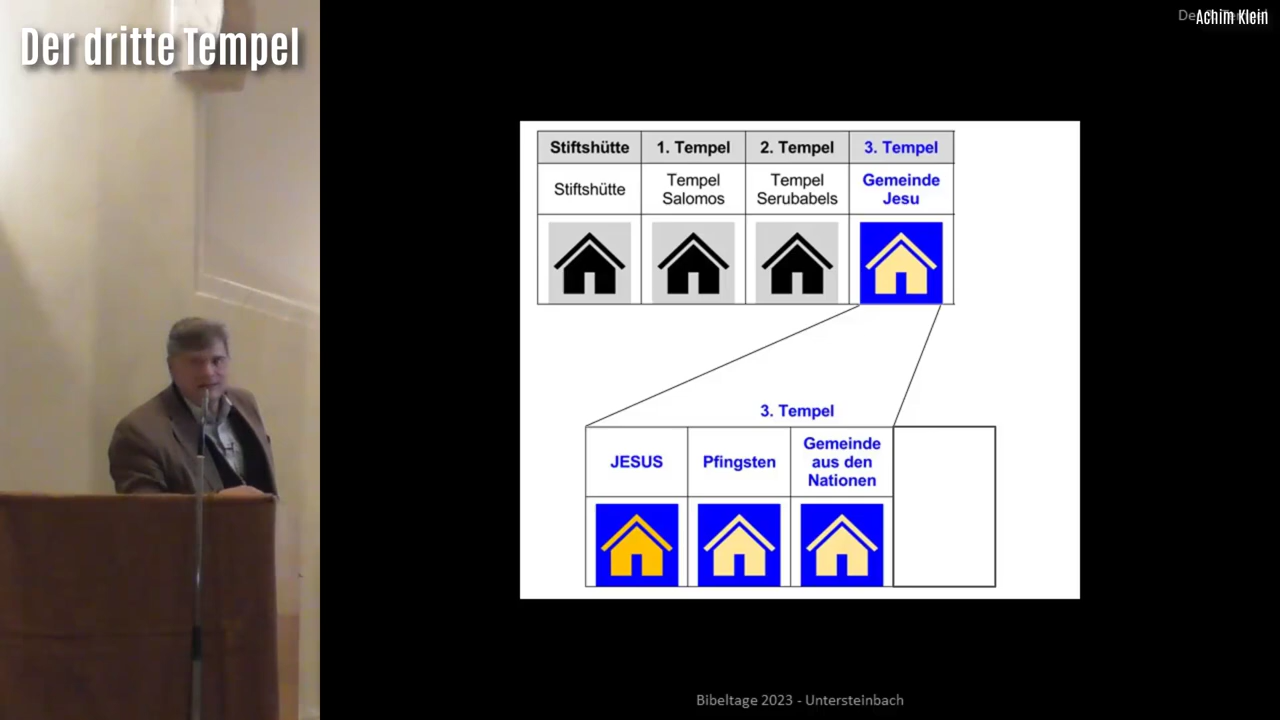 Der dritte Tempel
Achim Klein
Stiftshütte 1. Tempel 2. Tempel 3. Tempel
Stiftshütte
Tempel
Salomos
Tempel
Serubabels
Gemeinde
Jesu
3. Tempel
JESUS
Pfingsten
Gemeinde
aus den
Nationen
Bibeltage 2023 - Untersteinbach